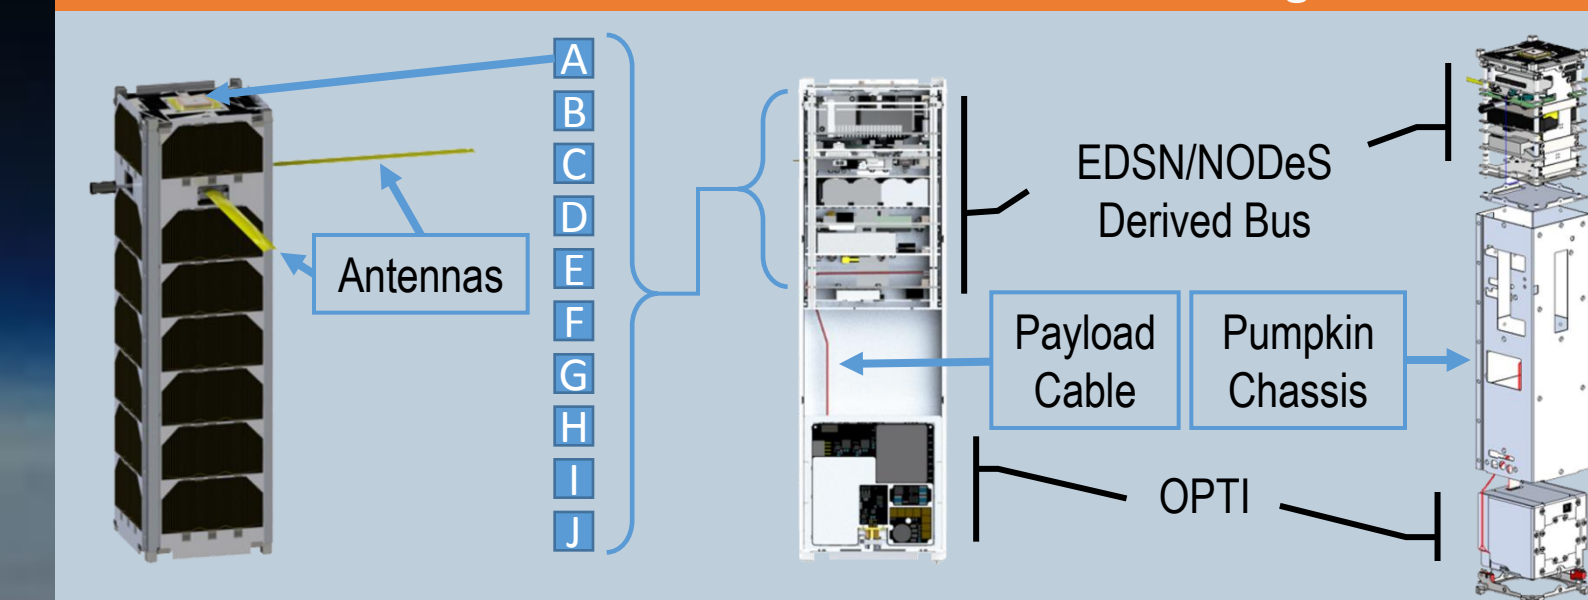 A
B
C
D
E
F
G
H
I
J
Antennas
EDSN/NODeS
Derived Bus
Payload
Cable
Pumpkin
Chassis
OPTI